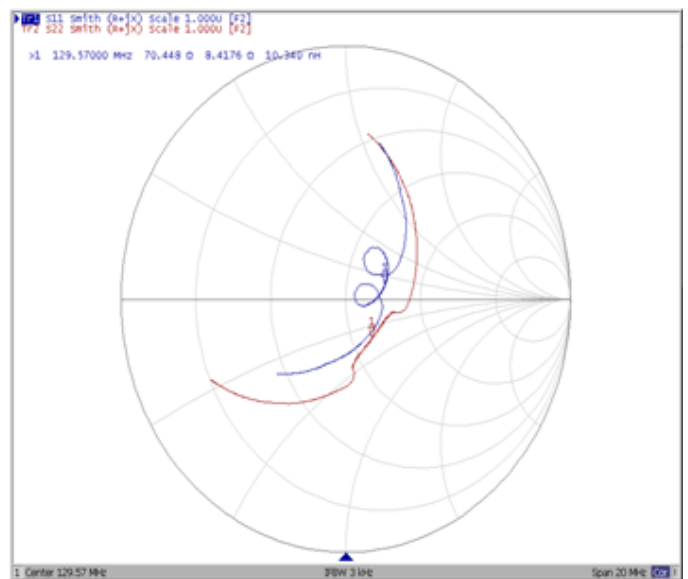 Tr1 S11 Smith (R+jX) Scale 1.000U [F2]
Tr2 S22 Smith (R+jX) Scale 1.000U [F2]
>1 129.57000 MHz 70.448 Ω 8.4176 Ω 10.340 nH
1
1 Center 129.57 MHz IFBW 3 kHz Span 20 MHz Cor